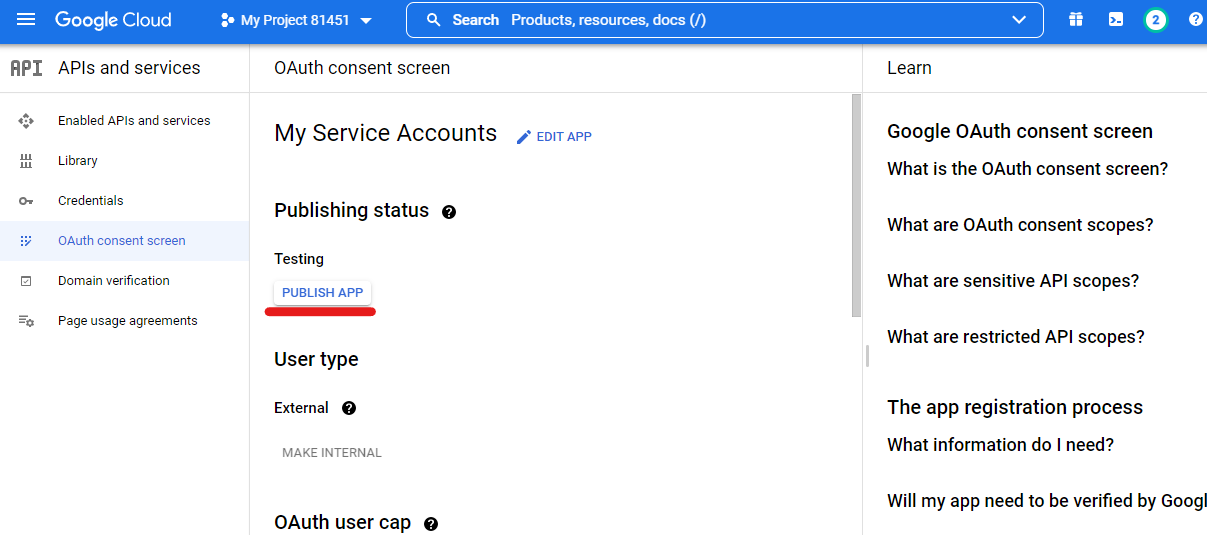 Google Cloud
My Project 81451
Search Products, resources, docs (/)
2
API
APIs and services
Enabled APIs and services
Library
Credentials
OAuth consent screen
Domain verification
Page usage agreements
OAuth consent screen
My Service Accounts
EDIT APP
Publishing status
Testing
PUBLISH APP
User type
External
MAKE INTERNAL
OAuth user cap
Learn
Google OAuth consent screen
What is the OAuth consent screen?
What are OAuth consent scopes?
What are sensitive API scopes?
What are restricted API scopes?
The app registration process
What information do I need?
Will my app need to be verified by Googl